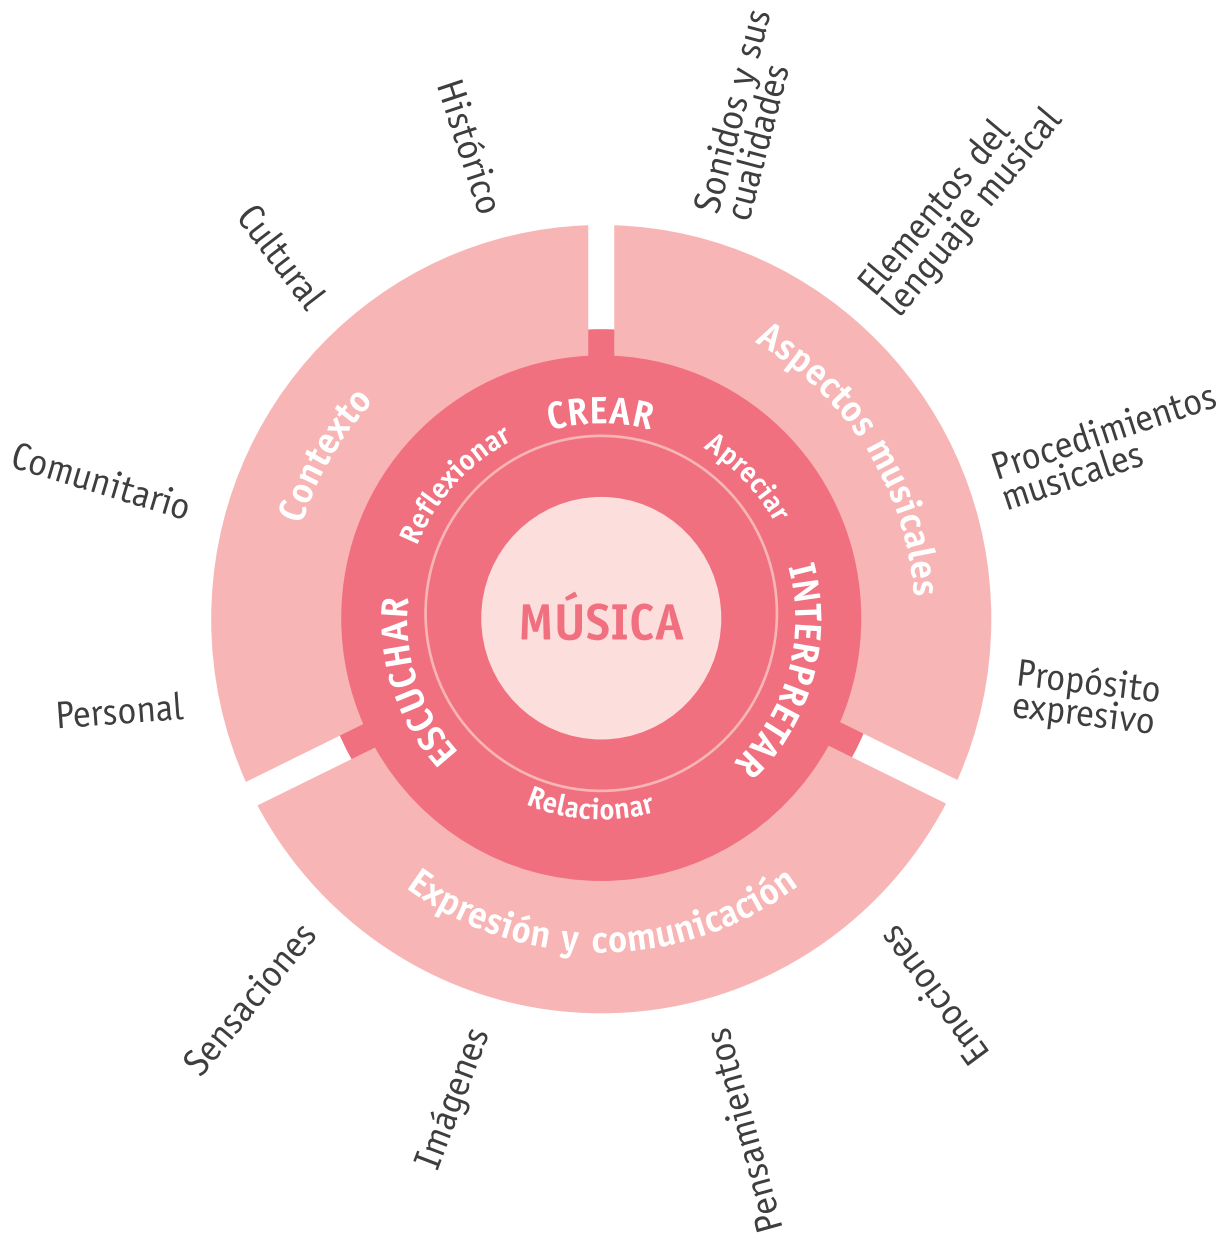 MÚSICA
CREAR
Apreciar
INTERPRETAR
Relacionar
ESCUCHAR
Reflexionar
Aspectos musicales
Sonidos y sus
cualidades
Elementos del
lenguaje musical
Procedimientos
musicales
Propósito
expresivo
Expresión y comunicación
Emociones
Pensamientos
Imágenes
Sensaciones
Contexto
Personal
Comunitario
Cultural
Histórico